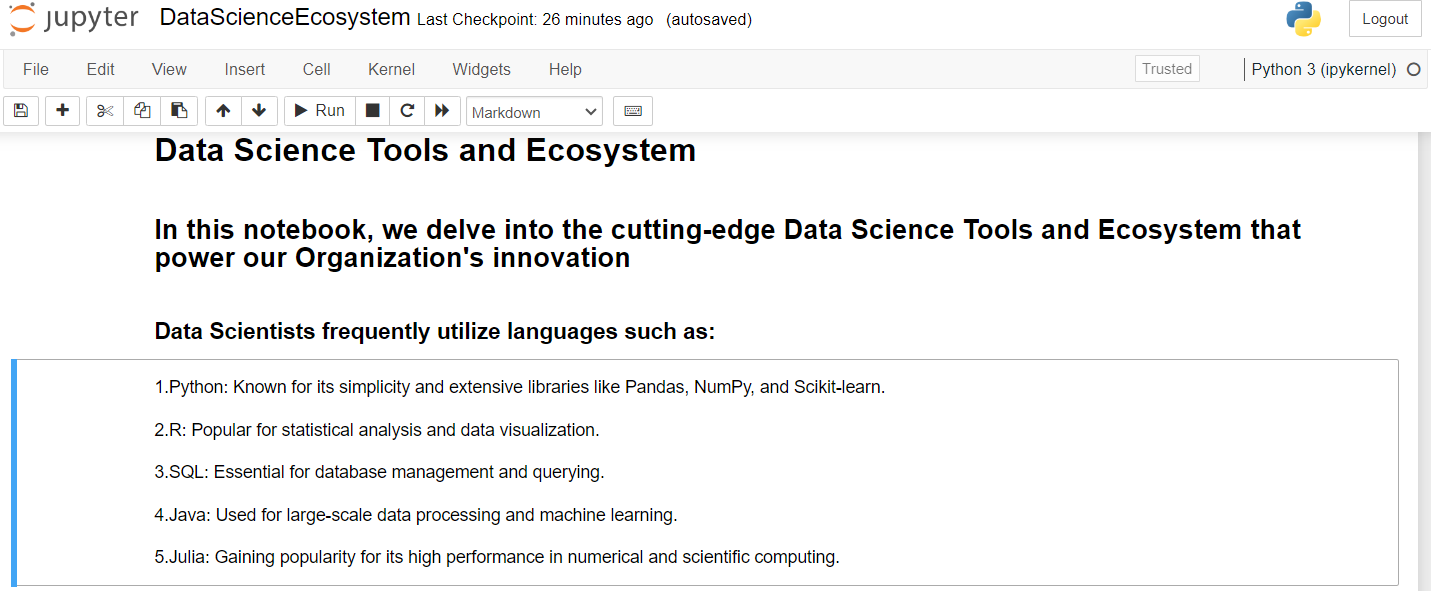 jupyter DataScienceEcosystem Last Checkpoint: 26 minutes ago (autosaved) Logout
File Edit View Insert Cell Kernel Widgets Help Trusted Python 3 (ipykernel)
Run Markdown
Data Science Tools and Ecosystem
In this notebook, we delve into the cutting-edge Data Science Tools and Ecosystem that
power our Organization's innovation
Data Scientists frequently utilize languages such as:
1.Python: Known for its simplicity and extensive libraries like Pandas, NumPy, and Scikit-learn.
2.R: Popular for statistical analysis and data visualization.
3.SQL: Essential for database management and querying.
4.Java: Used for large-scale data processing and machine learning.
5.Julia: Gaining popularity for its high performance in numerical and scientific computing.